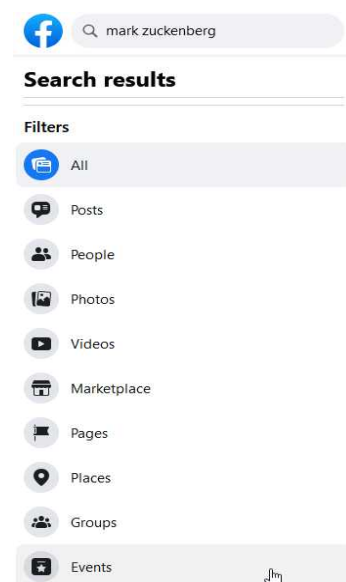 mark zuckenberg
Search results
Filters
All
Posts
People
Photos
Videos
Marketplace
Pages
Places
Groups
Events